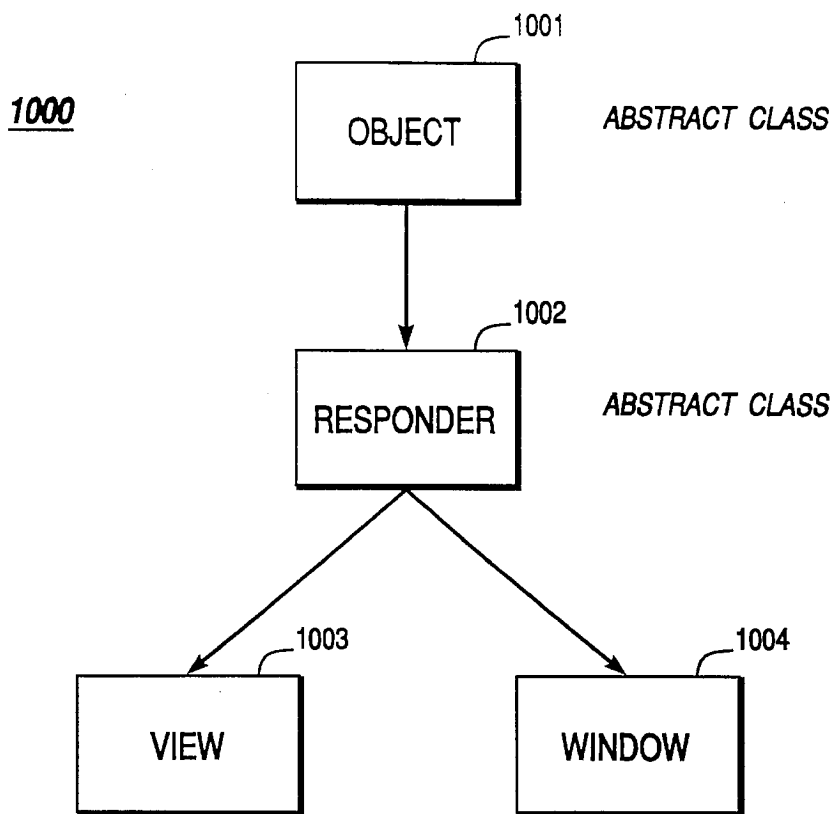 1001
1000
OBJECT
ABSTRACT CLASS
1002
RESPONDER
ABSTRACT CLASS
1003
1004
VIEW
WINDOW